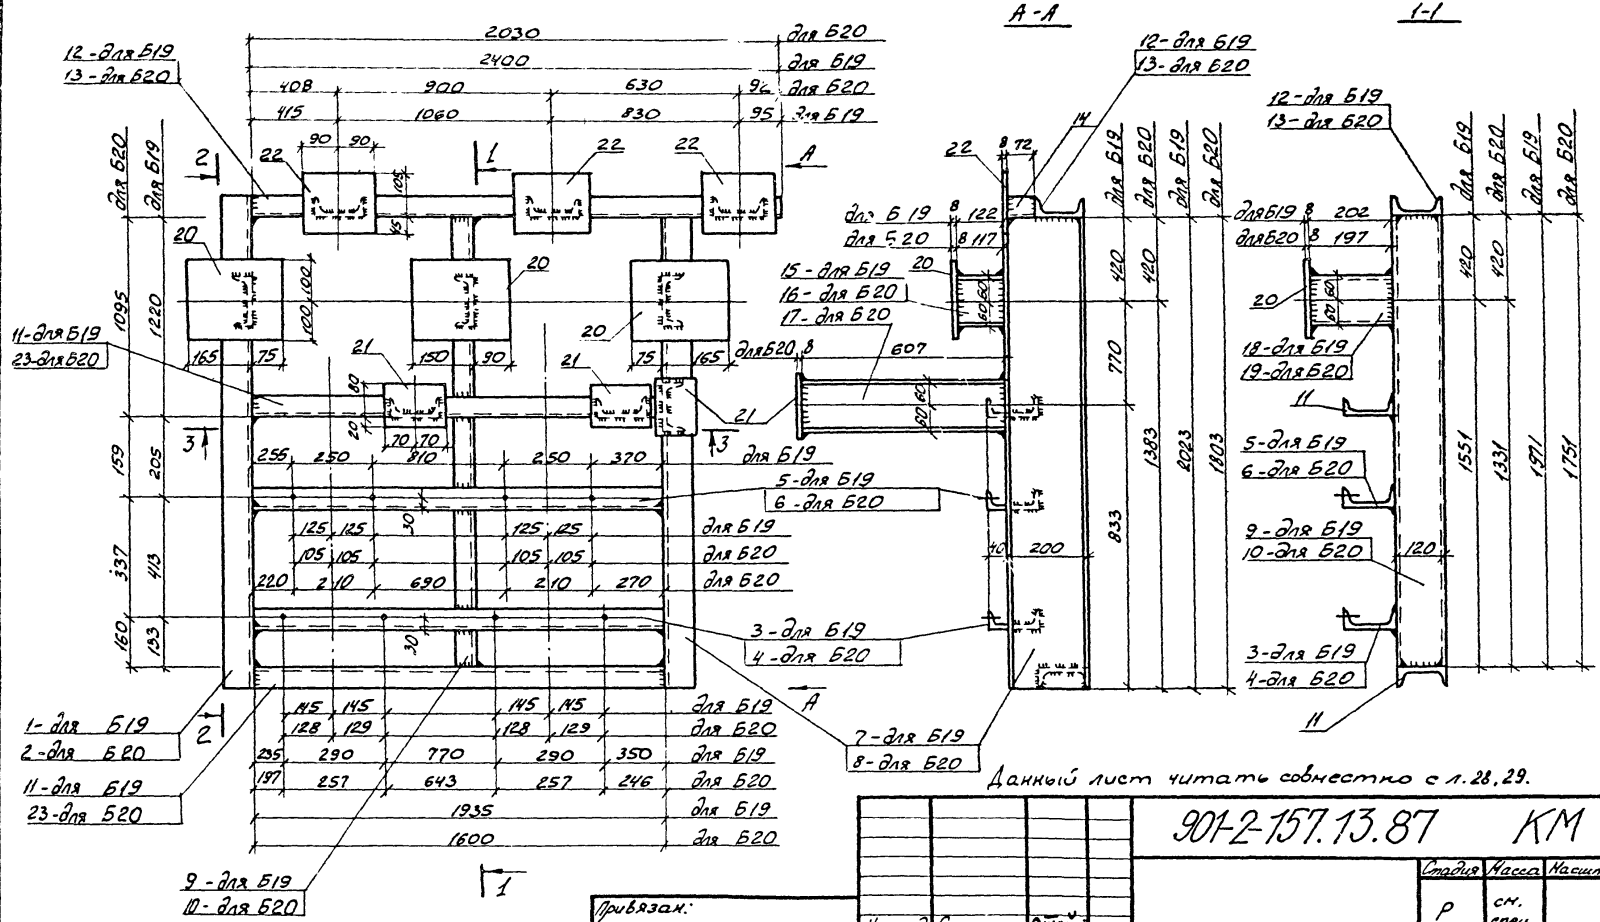 А-А
1-1
2030 для Б20
2400 для Б19
408 900 630 для Б20
415 1060 830 95 для Б19
12-для Б19
13-для Б20
90 90
22
22
22
105
45
2
1
А
для Б20
для Б19
1095
1220
20
20
20
100 100
165 75
150 90
75 165
11-для Б19
23-для Б20
21
21
21
80
20
70 70
3
3
159
205
337
413
160
133
255 250 810 250 370 для Б19
5-для Б19
6-для Б20
30
125 125 125 125 для Б19
105 105 105 105 для Б20
220 210 690 210 270 для Б20
3-для Б19
4-для Б20
30
А
145 145 145 145 для Б19
128 129 128 129 для Б20
235 290 770 290 350 для Б19
197 257 643 257 246 для Б20
1935 для Б19
1600 для Б20
1-для Б19
2-для Б20
11-для Б19
23-для Б20
2
9-для Б19
10-для Б20
1
7-для Б19
8-для Б20
12-для Б19
13-для Б20
14
22
8 72
для Б19 8 122
для Б20 8 117
20
15-для Б19
16-для Б20
17-для Б20
60 60
для Б20 8 607
60 60
40 200
для Б19
для Б20
для Б19
для Б20
420
420
770
833
1383
2023
1803
12-для Б19
13-для Б20
для Б19 8 202
для Б20 8 197
20
60 60
18-для Б19
19-для Б20
11
5-для Б19
6-для Б20
9-для Б19
10-для Б20
120
3-для Б19
4-для Б20
11
для Б19
для Б20
для Б19
для Б20
420
420
1551
1331
1971
1751
Данный лист читать совместно с л. 28, 29.
901-2-157.13.87 КМ
Стадия Масса
Р см.
Привязан: